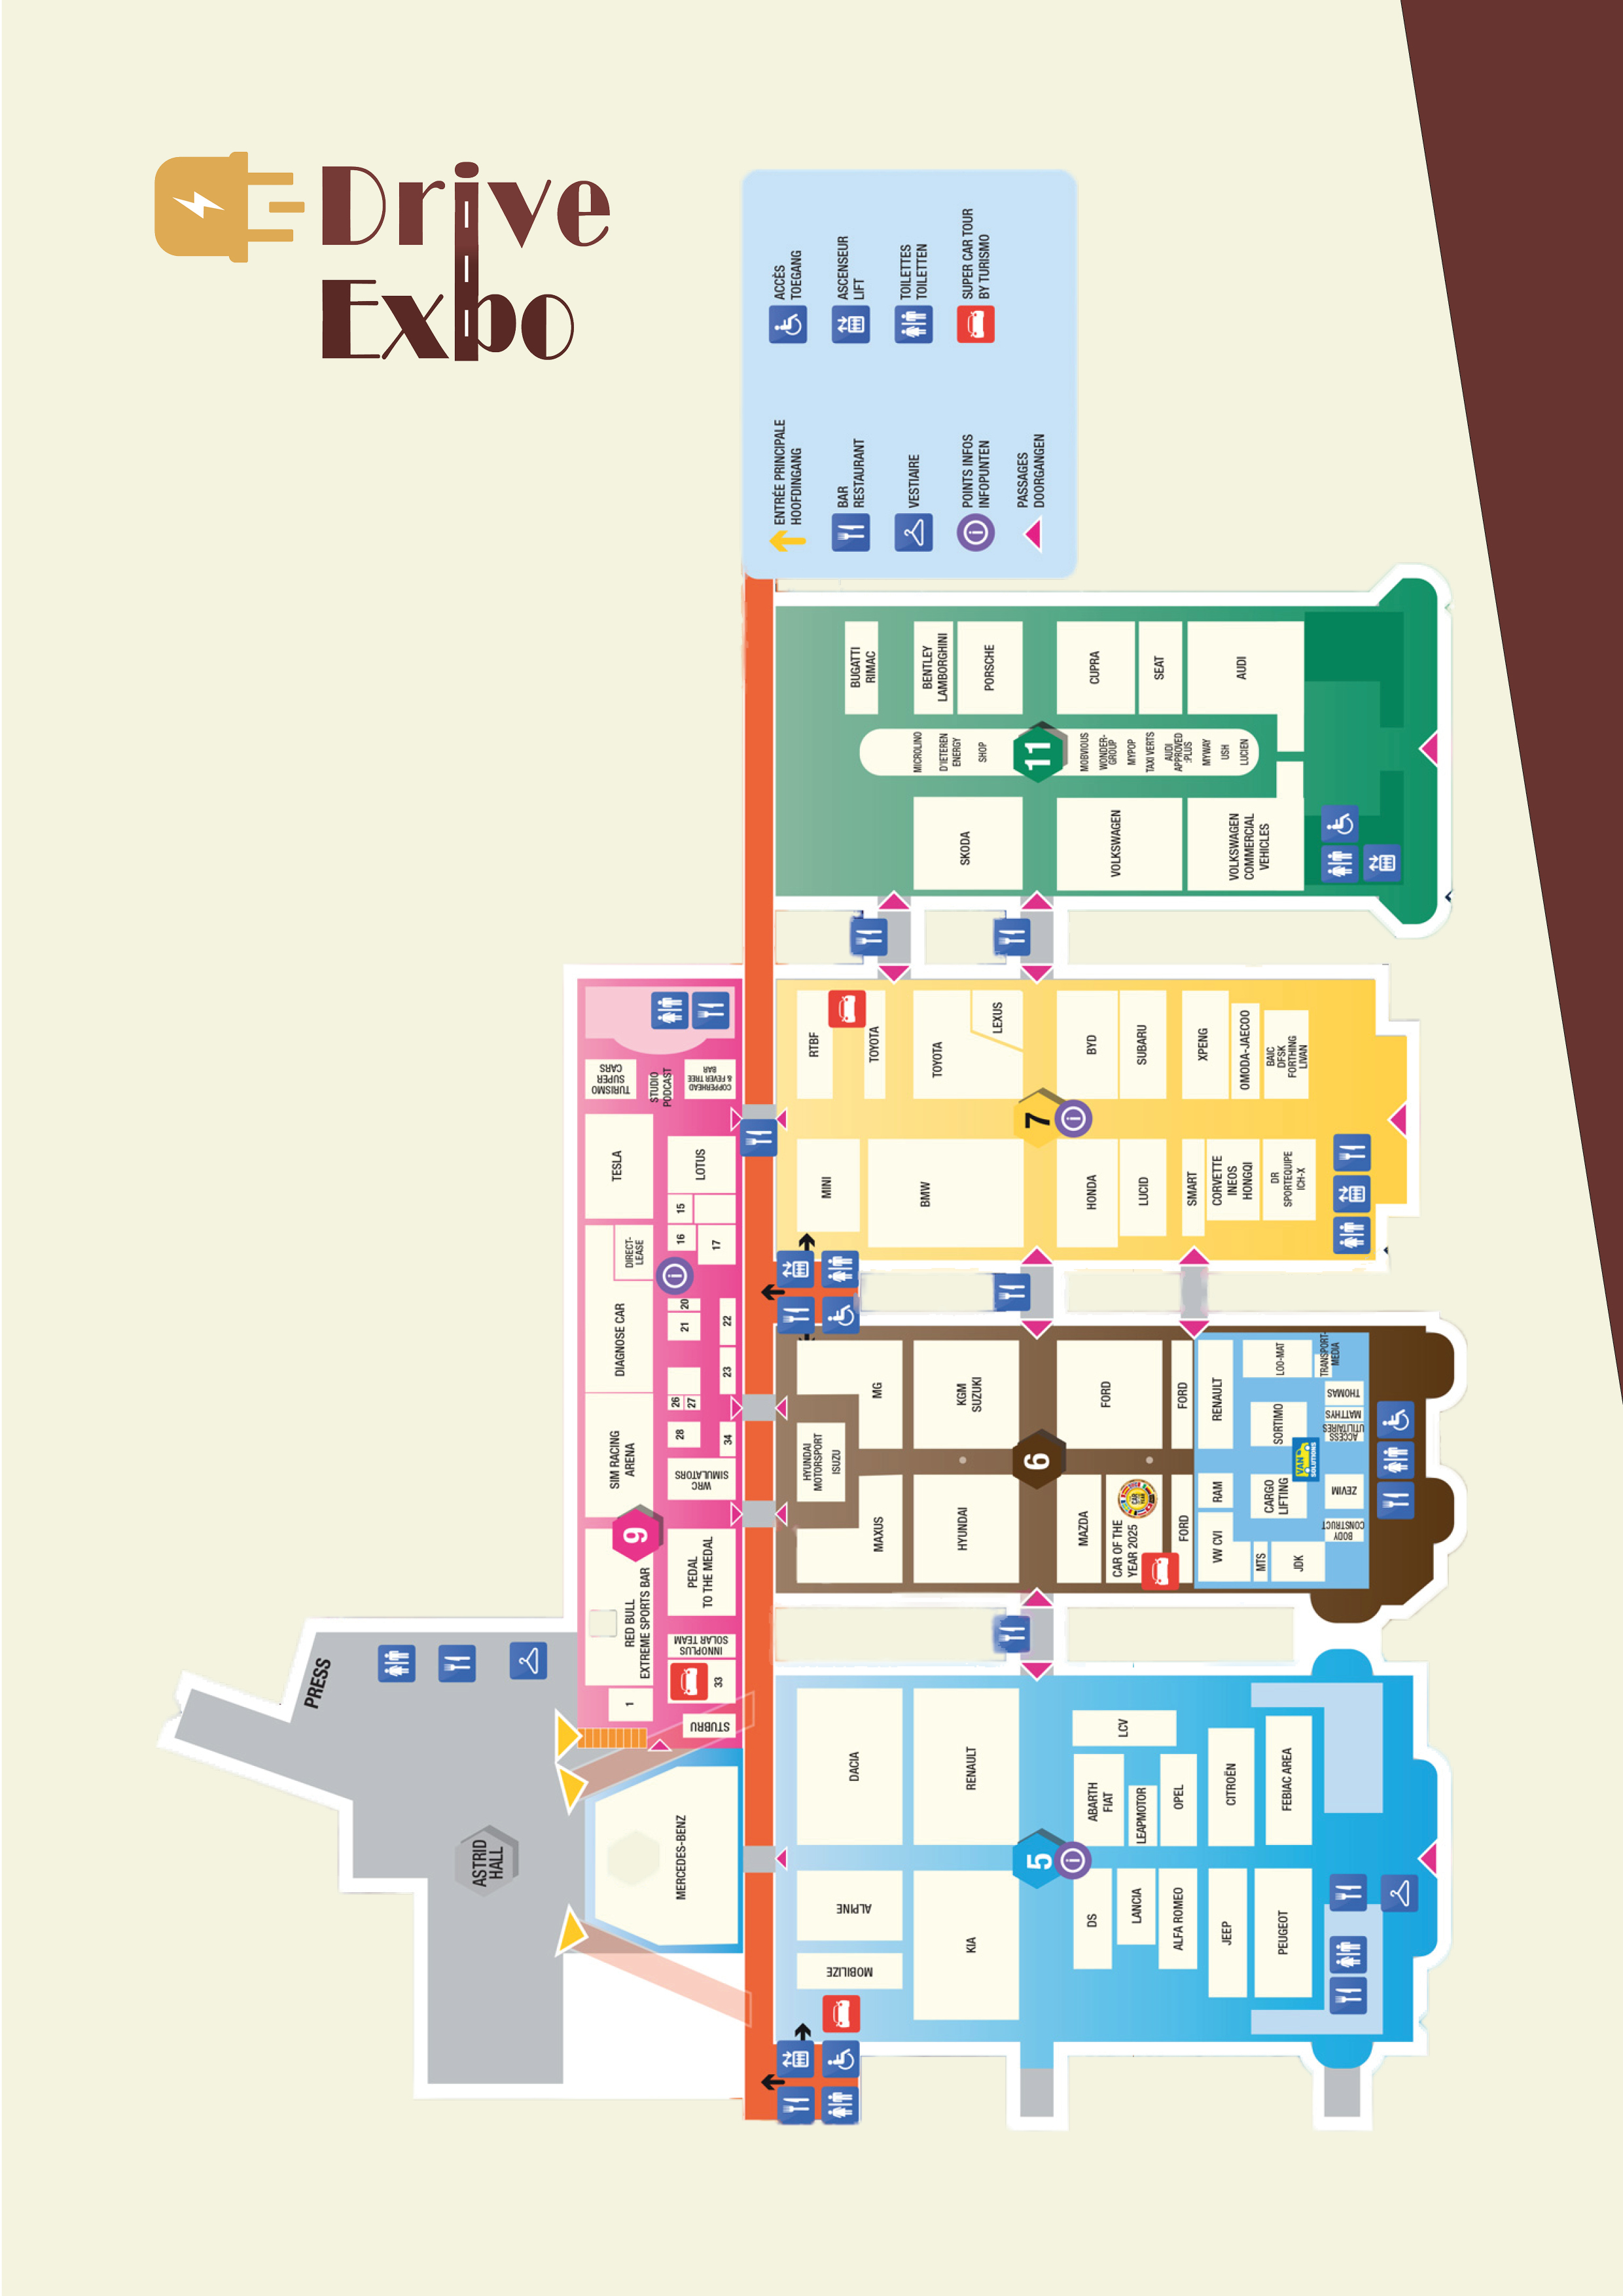 Drive
Expo
ENTRÉE PRINCIPALE
HOOFDINGANG
BAR
RESTAURANT
VESTIAIRE
POINTS INFOS
INFOPUNTEN
PASSAGES
DOORGANGEN
ACCÈS
TOEGANG
ASCENSEUR
LIFT
TOILETTES
TOILETTEN
SUPER CAR TOUR
BY TURISMO
BUGATTI
RIMAC
BENTLEY
LAMBORGHINI
PORSCHE
CUPRA
SEAT
AUDI
MICROLINO
D'IETEREN
ENERGY
SHOP
11
MOBVIOUS
WONDER-
GROUP
MYPOP
TAXI VERTS
AUDI
APPROVED
:PLUS
MYWAY
USH
LUCIEN
SKODA
VOLKSWAGEN
VOLKSWAGEN
COMMERCIAL
VEHICLES
RTBF
TOYOTA
TOYOTA
LEXUS
BYD
SUBARU
XPENG
OMODA-JAECOO
BAIC
DFSK
FORTHING
LIVAN
7
MINI
BMW
HONDA
LUCID
SMART
CORVETTE
INEOS
HONGQI
DR
SPORTEQUIPE
ICH-X
TURISMO
SUPER
CARS
STUDIO
PODCAST
COPPERHEAD
& FEVER TREE
BAR
TESLA
LOTUS
15
16
17
DIRECT-
LEASE
DIAGNOSE CAR
20
21
22
23
26
27
28
34
SIM RACING
ARENA
WRC
SIMULATORS
9
RED BULL
EXTREME SPORTS BAR
PEDAL
TO THE MEDAL
INNOPLUS
SOLAR TEAM
33
1
STUBRU
MG
KGM
SUZUKI
FORD
FORD
RENAULT
LOO-MAT
TRANSPORT-
MEDIA
HYUNDAI
MOTORSPORT
ISUZU
6
SORTIMO
THOMAS
MATTHYS
ACCESS
UTILITAIRES
VAN
SOLUTIONS
MAXUS
HYUNDAI
MAZDA
CAR OF THE
YEAR 2025
FORD
RAM
VW CVI
CARGO
LIFTING
ZEVIM
BODY
CONSTRUCT
MTS
JDK
PRESS
ASTRID
HALL
MERCEDES-BENZ
DACIA
RENAULT
LCV
ABARTH
FIAT
LEAPMOTOR
OPEL
CITROËN
FEBIAC AREA
5
ALPINE
MOBILIZE
KIA
DS
LANCIA
ALFA ROMEO
JEEP
PEUGEOT